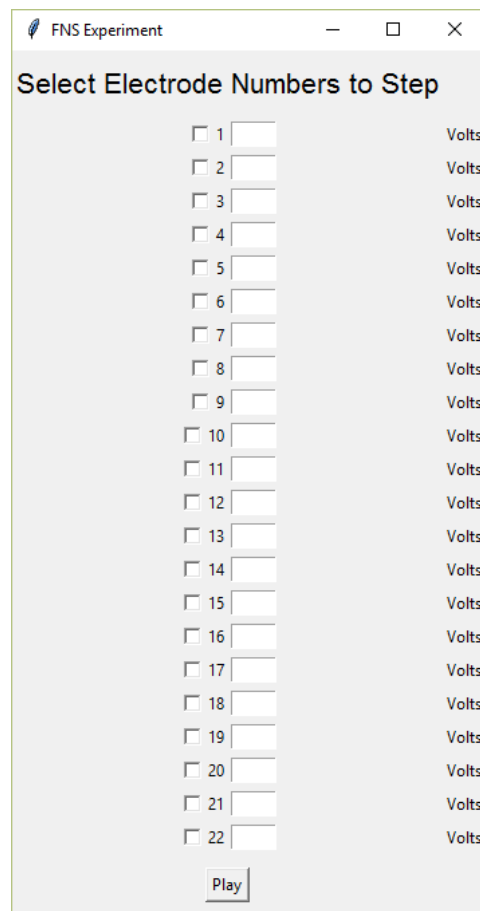 FNS Experiment
Select Electrode Numbers to Step
1 Volts
2 Volts
3 Volts
4 Volts
5 Volts
6 Volts
7 Volts
8 Volts
9 Volts
10 Volts
11 Volts
12 Volts
13 Volts
14 Volts
15 Volts
16 Volts
17 Volts
18 Volts
19 Volts
20 Volts
21 Volts
22 Volts
Play